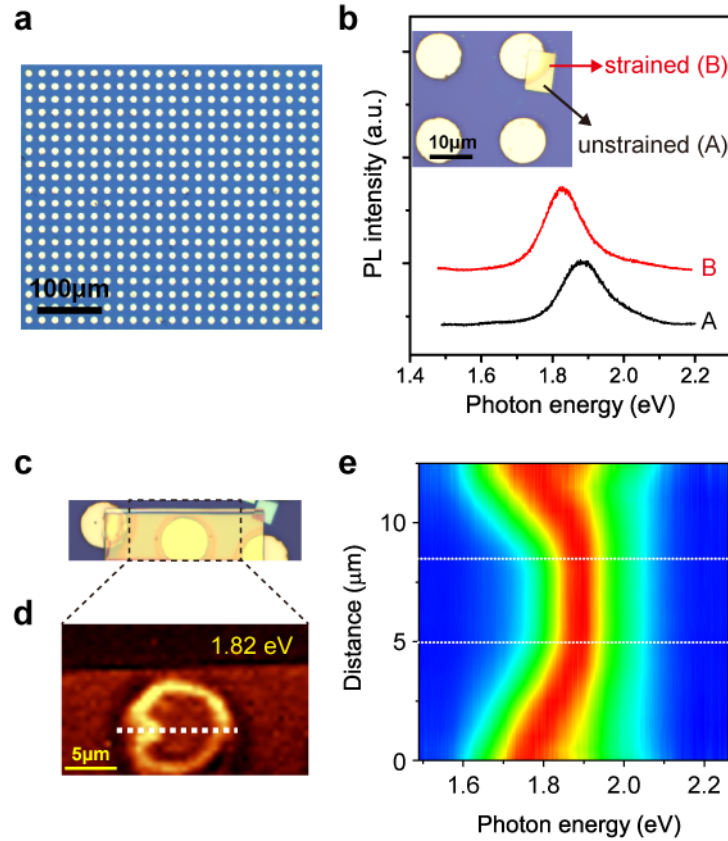 a
100μm
b
PL intensity (a.u.)
strained (B)
unstrained (A)
10μm
B
A
1.4 1.6 1.8 2.0 2.2
Photon energy (eV)
c
d
1.82 eV
5μm
e
Distance (μm)
10
5
0
1.6 1.8 2.0 2.2
Photon energy (eV)